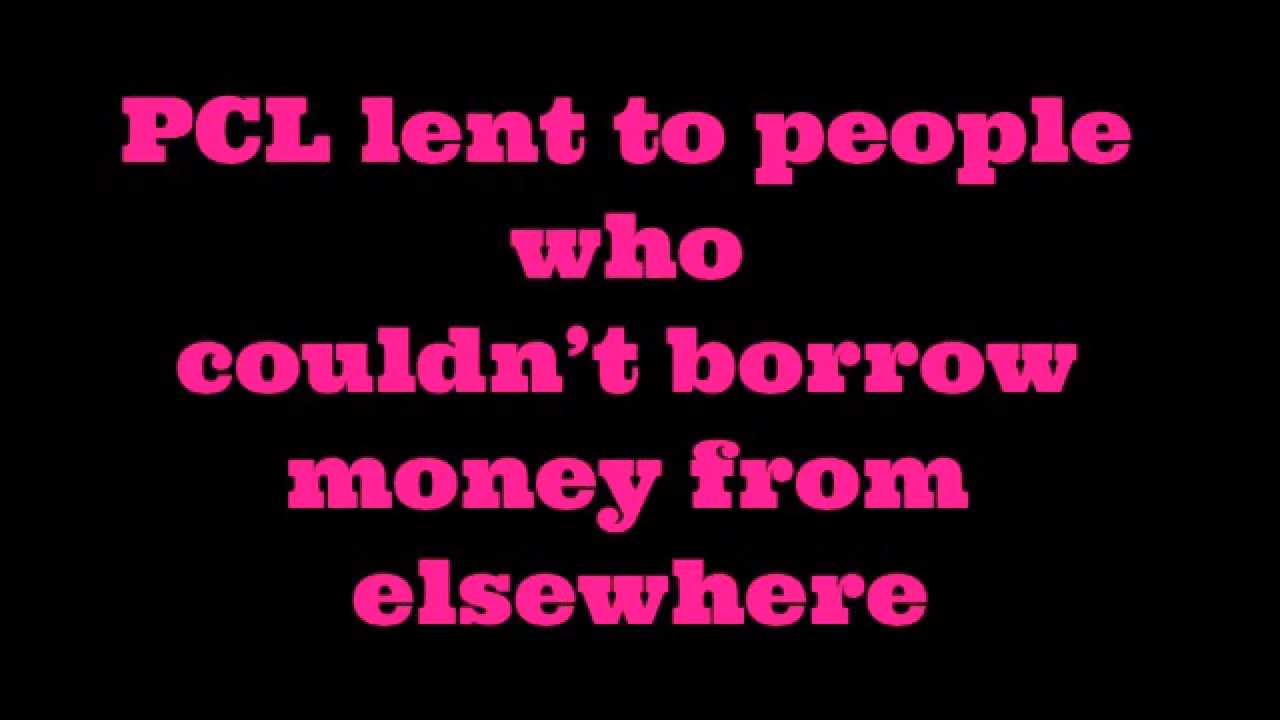 PCL lent to people
who
couldn’t borrow
money from
elsewhere